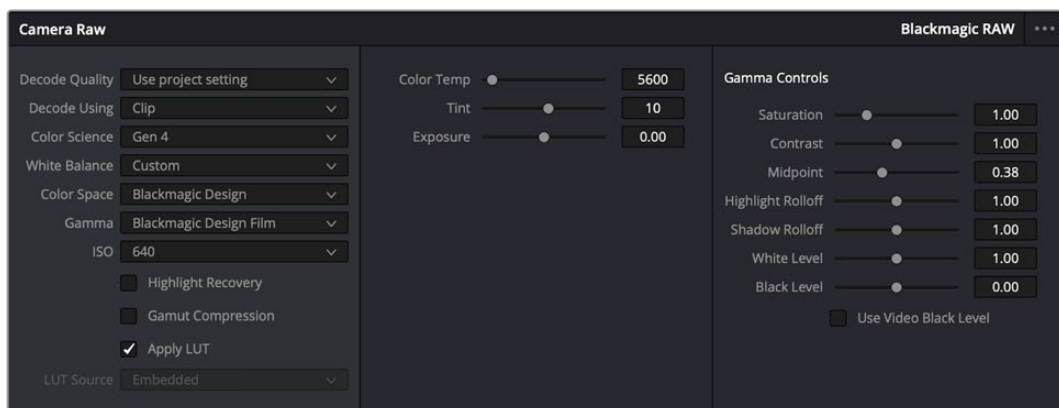 Camera Raw
Blackmagic RAW
Decode Quality Use project setting
Decode Using Clip
Color Science Gen 4
White Balance Custom
Color Space Blackmagic Design
Gamma Blackmagic Design Film
ISO 640
Highlight Recovery
Gamut Compression
Apply LUT
LUT Source Embedded
Color Temp 5600
Tint 10
Exposure 0.00
Gamma Controls
Saturation 1.00
Contrast 1.00
Midpoint 0.38
Highlight Rolloff 1.00
Shadow Rolloff 1.00
White Level 1.00
Black Level 0.00
Use Video Black Level